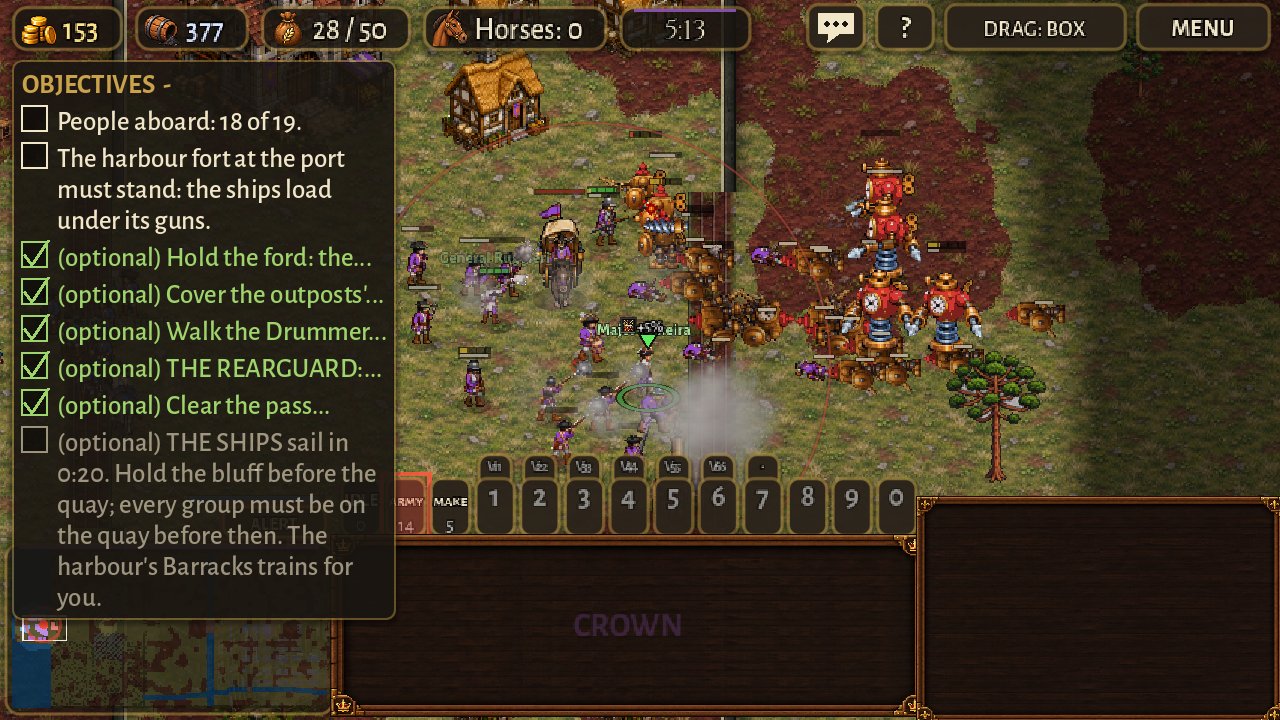 153
377
28 / 50
Horses: 0
5:13
?
DRAG: BOX
MENU
OBJECTIVES -
People aboard: 18 of 19.
The harbour fort at the port
must stand: the ships load
under its guns.
(optional) Hold the ford: the...
(optional) Cover the outposts'...
(optional) Walk the Drummer...
(optional) THE REARGUARD:...
(optional) Clear the pass...
(optional) THE SHIPS sail in
0:20. Hold the bluff before the
quay; every group must be on
the quay before then. The
harbour's Barracks trains for
you.
General
+5%
ARMY
14
MAKE
5
1
2
3
4
5
6
7
8
9
0
CROWN